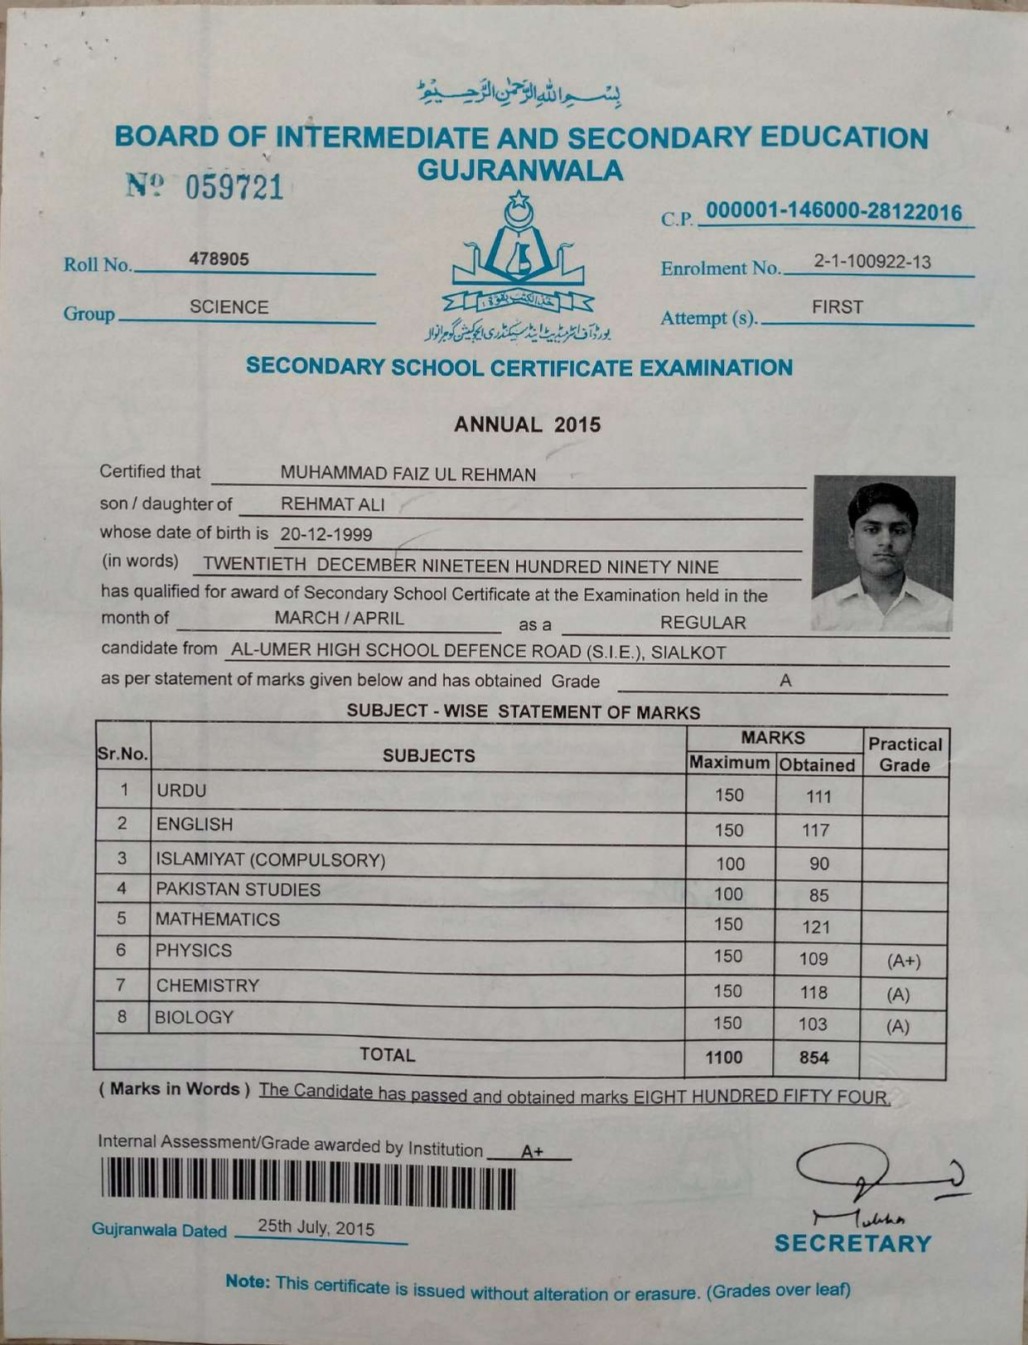 بِسْمِ اللهِ الرَّحْمٰنِ الرَّحِيْمِ
BOARD OF INTERMEDIATE AND SECONDARY EDUCATION
GUJRANWALA
Nº 059721
C.P. 000001-146000-28122016
Roll No. 478905
Enrolment No. 2-1-100922-13
Group SCIENCE
Attempt (s). FIRST
بورڈ آف انٹرمیڈیٹ اینڈ سیکنڈری ایجوکیشن گوجرانوالا
SECONDARY SCHOOL CERTIFICATE EXAMINATION
ANNUAL 2015
Certified that MUHAMMAD FAIZ UL REHMAN
son / daughter of REHMAT ALI
whose date of birth is 20-12-1999
(in words) TWENTIETH DECEMBER NINETEEN HUNDRED NINETY NINE
has qualified for award of Secondary School Certificate at the Examination held in the
month of MARCH / APRIL as a REGULAR
candidate from AL-UMER HIGH SCHOOL DEFENCE ROAD (S.I.E.), SIALKOT
as per statement of marks given below and has obtained Grade A
SUBJECT - WISE STATEMENT OF MARKS
Sr.No. SUBJECTS MARKS Practical Grade
Maximum Obtained
1 URDU 150 111
2 ENGLISH 150 117
3 ISLAMIYAT (COMPULSORY) 100 90
4 PAKISTAN STUDIES 100 85
5 MATHEMATICS 150 121
6 PHYSICS 150 109 (A+)
7 CHEMISTRY 150 118 (A)
8 BIOLOGY 150 103 (A)
TOTAL 1100 854
( Marks in Words ) The Candidate has passed and obtained marks EIGHT HUNDRED FIFTY FOUR.
Internal Assessment/Grade awarded by Institution A+
Gujranwala Dated 25th July, 2015
SECRETARY
Note: This certificate is issued without alteration or erasure. (Grades over leaf)